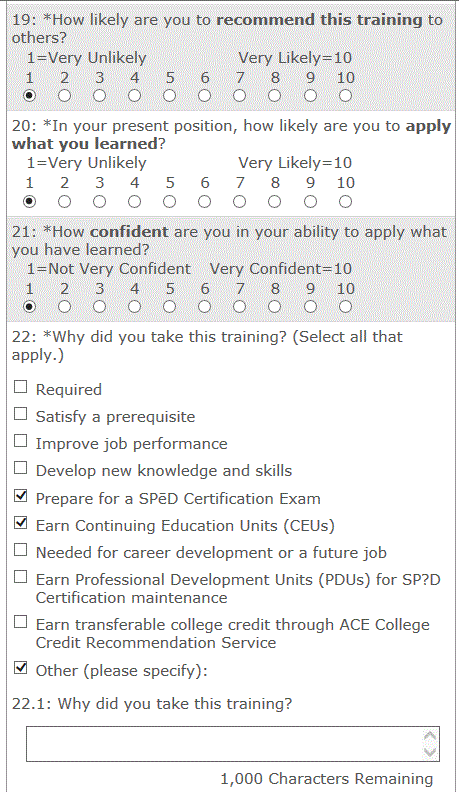 19: *How likely are you to recommend this training to
others?
1=Very Unlikely Very Likely=10
1 2 3 4 5 6 7 8 9 10
20: *In your present position, how likely are you to apply
what you learned?
1=Very Unlikely Very Likely=10
1 2 3 4 5 6 7 8 9 10
21: *How confident are you in your ability to apply what
you have learned?
1=Not Very Confident Very Confident=10
1 2 3 4 5 6 7 8 9 10
22: *Why did you take this training? (Select all that
apply.)
Required
Satisfy a prerequisite
Improve job performance
Develop new knowledge and skills
Prepare for a SPēD Certification Exam
Earn Continuing Education Units (CEUs)
Needed for career development or a future job
Earn Professional Development Units (PDUs) for SP?D
Certification maintenance
Earn transferable college credit through ACE College
Credit Recommendation Service
Other (please specify):
22.1: Why did you take this training?
1,000 Characters Remaining